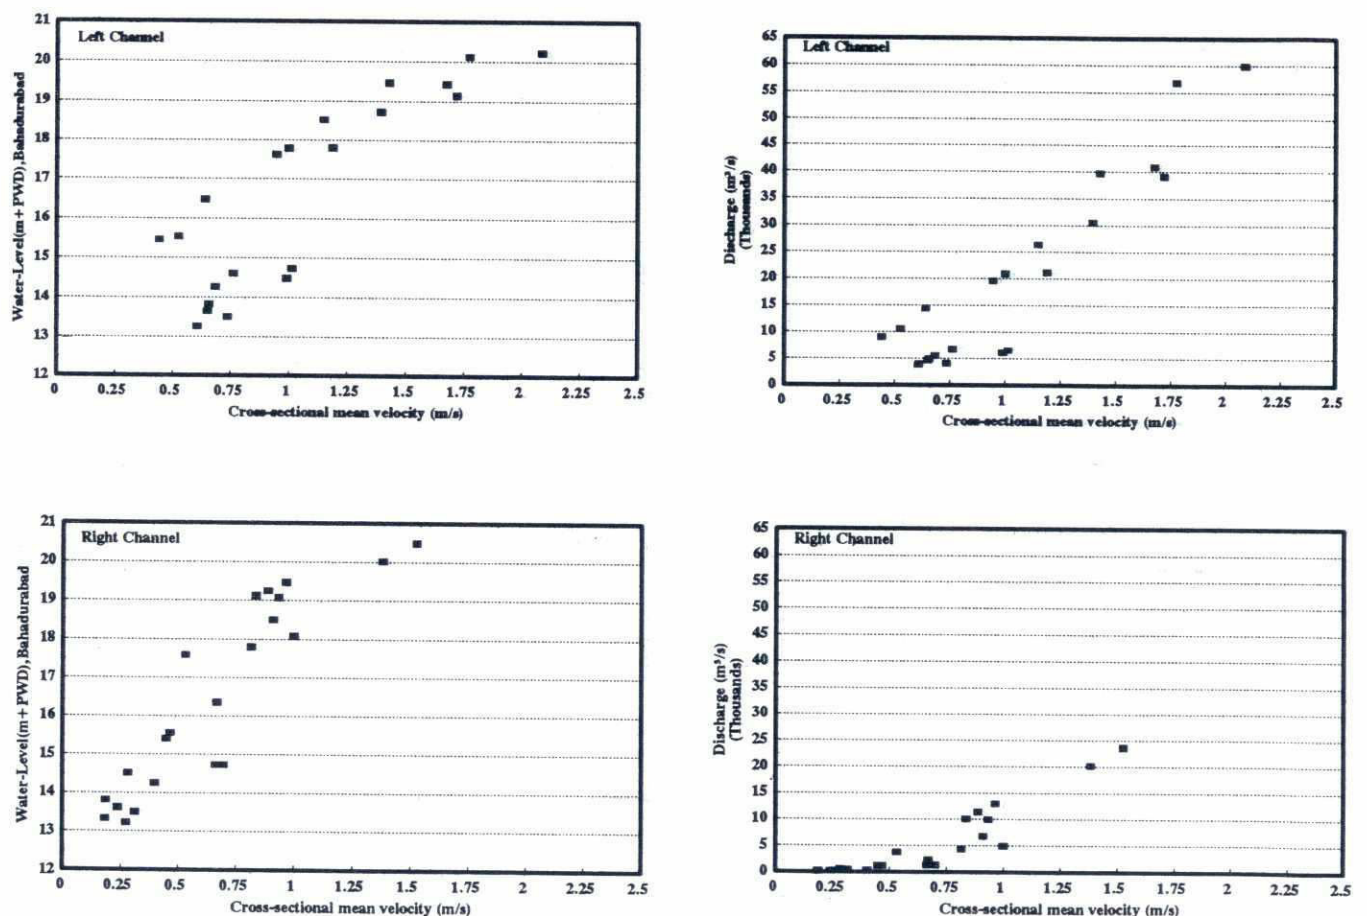 Left Channel
Water-Level(m+PWD),Bahadurabad
21
20
19
18
17
16
15
14
13
12
0 0.25 0.5 0.75 1 1.25 1.5 1.75 2 2.25 2.5
Cross-sectional mean velocity (m/s)
Left Channel
Discharge (m³/s)
(Thousands)
65
60
55
50
45
40
35
30
25
20
15
10
5
0
0 0.25 0.5 0.75 1 1.25 1.5 1.75 2 2.25 2.5
Cross-sectional mean velocity (m/s)
Right Channel
Water-Level(m+PWD),Bahadurabad
21
20
19
18
17
16
15
14
13
12
0 0.25 0.5 0.75 1 1.25 1.5 1.75 2 2.25 2.5
Cross-sectional mean velocity (m/s)
Right Channel
Discharge (m³/s)
(Thousands)
65
60
55
50
45
40
35
30
25
20
15
10
5
0
0 0.25 0.5 0.75 1 1.25 1.5 1.75 2 2.25 2.5
Cross-sectional mean velocity (m/s)